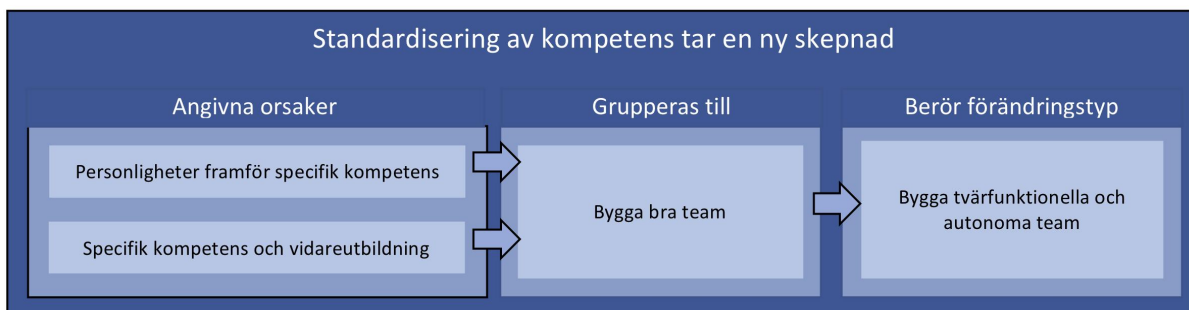 Standardisering av kompetens tar en ny skepnad
Angivna orsaker
Personligheter framför specifik kompetens
Specifik kompetens och vidareutbildning
Grupperas till
Bygga bra team
Berör förändringstyp
Bygga tvärfunktionella och
autonoma team